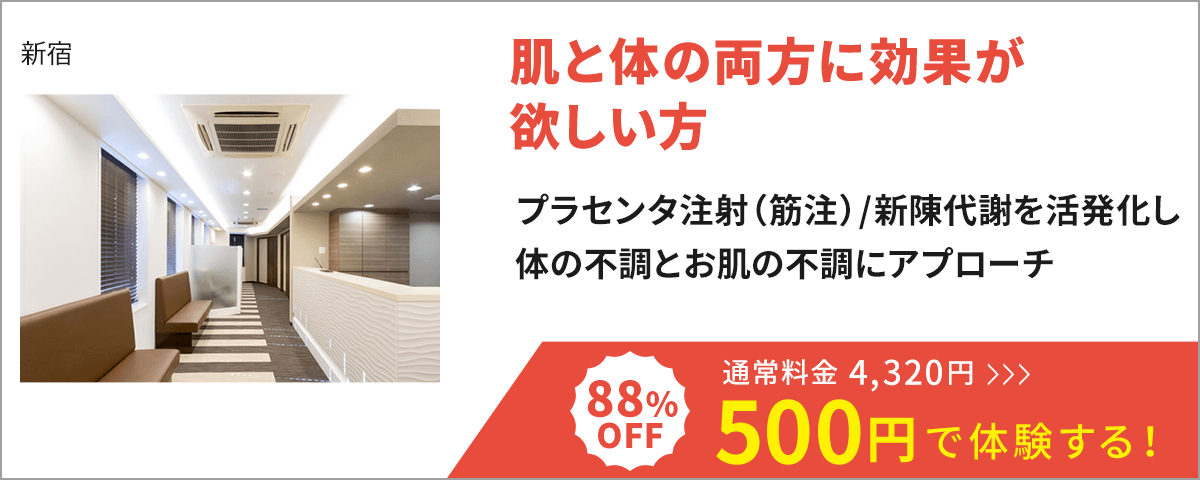 新宿
肌と体の両方に効果が
欲しい方
プラセンタ注射（筋注）/新陳代謝を活発化し
体の不調とお肌の不調にアプローチ
88%
OFF
通常料金 4,320円 >>>
500円で体験する！